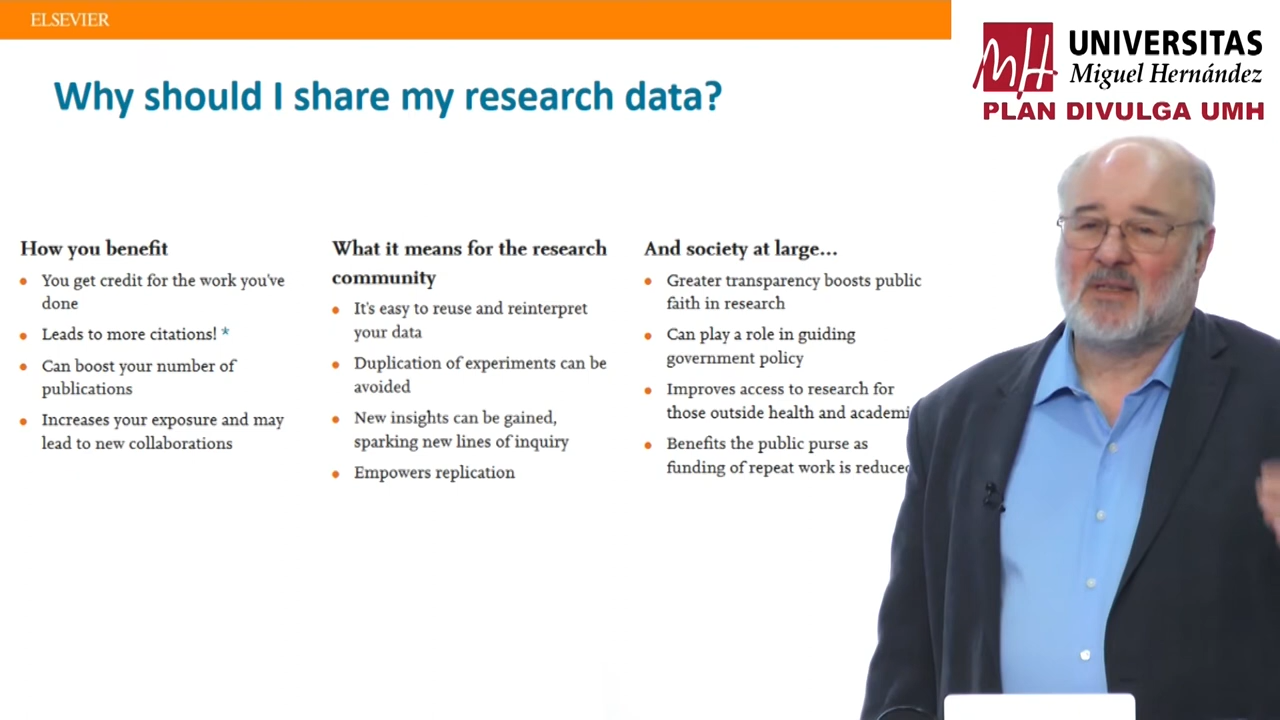 ELSEVIER
UNIVERSITAS
Miguel Hernández
PLAN DIVULGA UMH
Why should I share my research data?
How you benefit
You get credit for the work you've
done
Leads to more citations! *
Can boost your number of
publications
Increases your exposure and may
lead to new collaborations
What it means for the research
community
It's easy to reuse and reinterpret
your data
Duplication of experiments can be
avoided
New insights can be gained,
sparking new lines of inquiry
Empowers replication
And society at large...
Greater transparency boosts public
faith in research
Can play a role in guiding
government policy
Improves access to research for
those outside health and academi
Benefits the public purse as
funding of repeat work is reduced